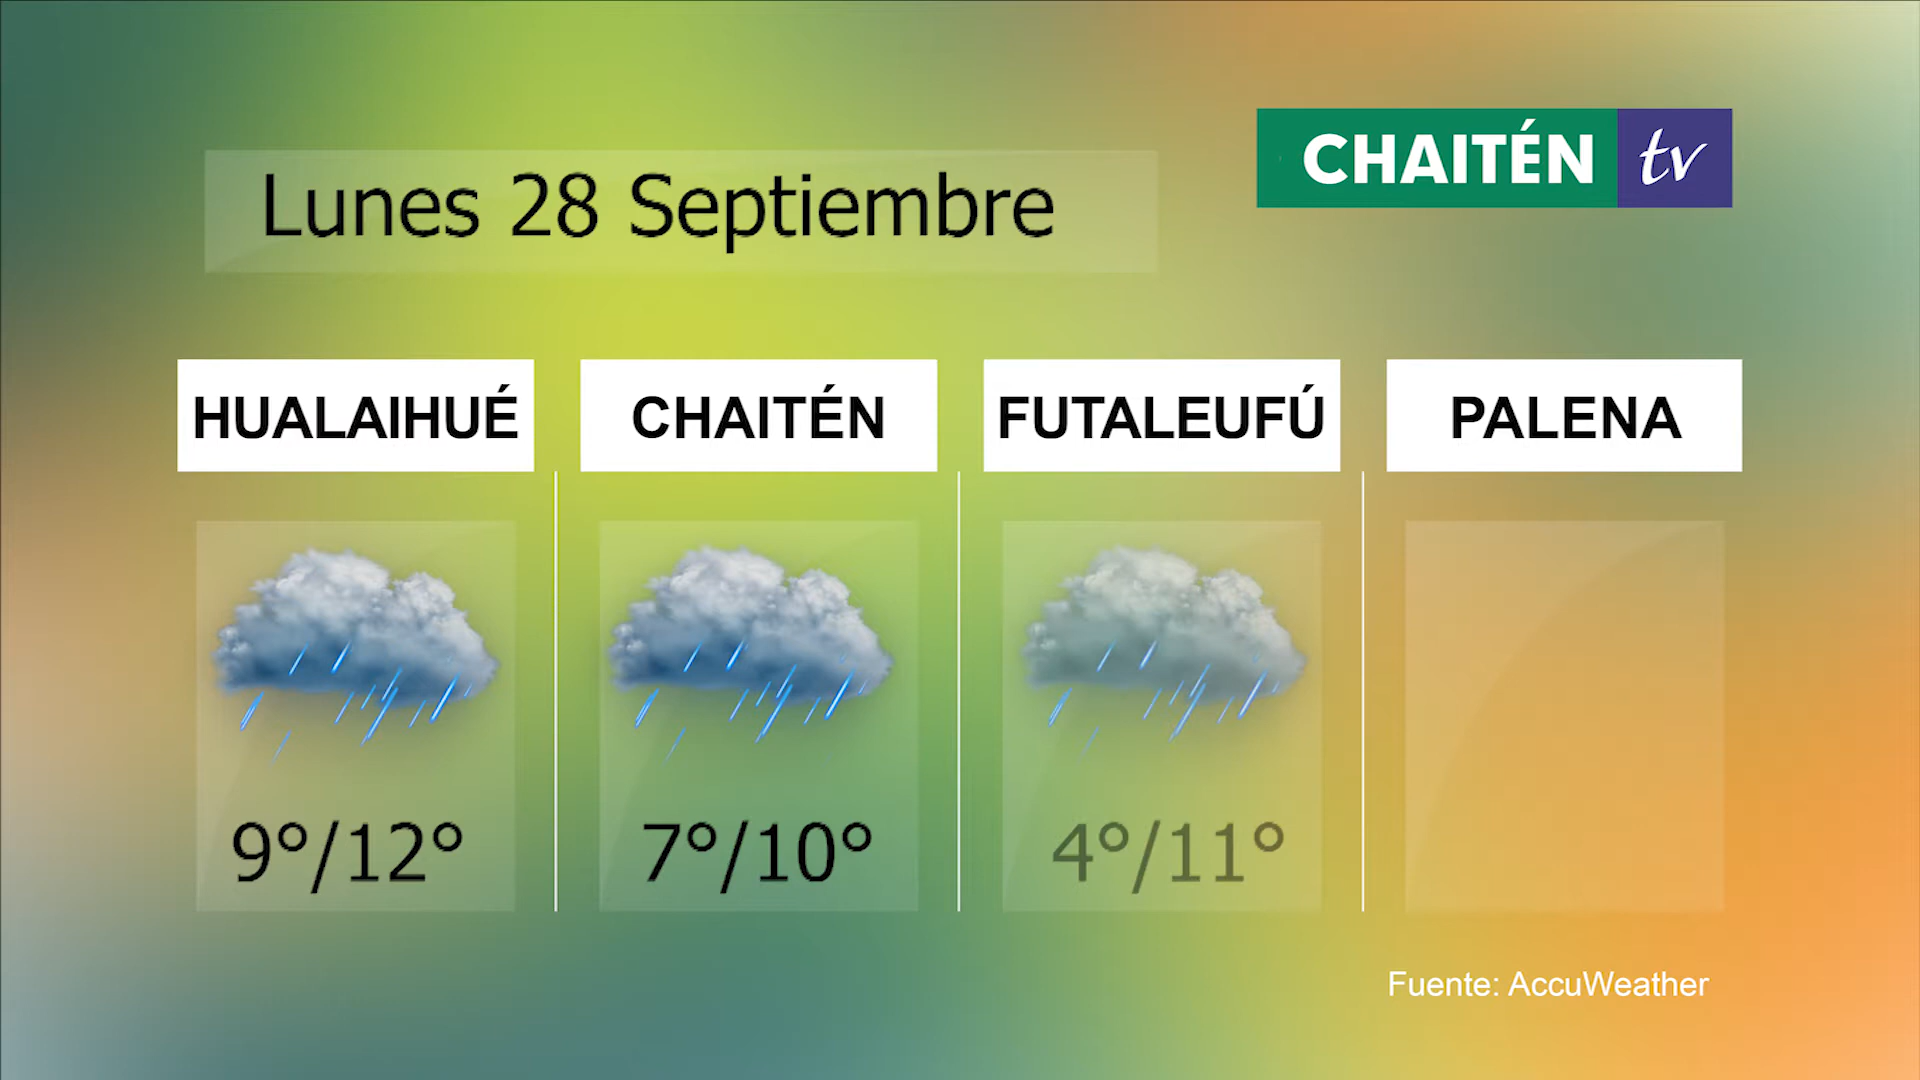 CHAITÉN tv
Lunes 28 Septiembre
HUALAIHUÉ
CHAITÉN
FUTALEUFÚ
PALENA
9°/12°
7°/10°
4°/11°
Fuente: AccuWeather